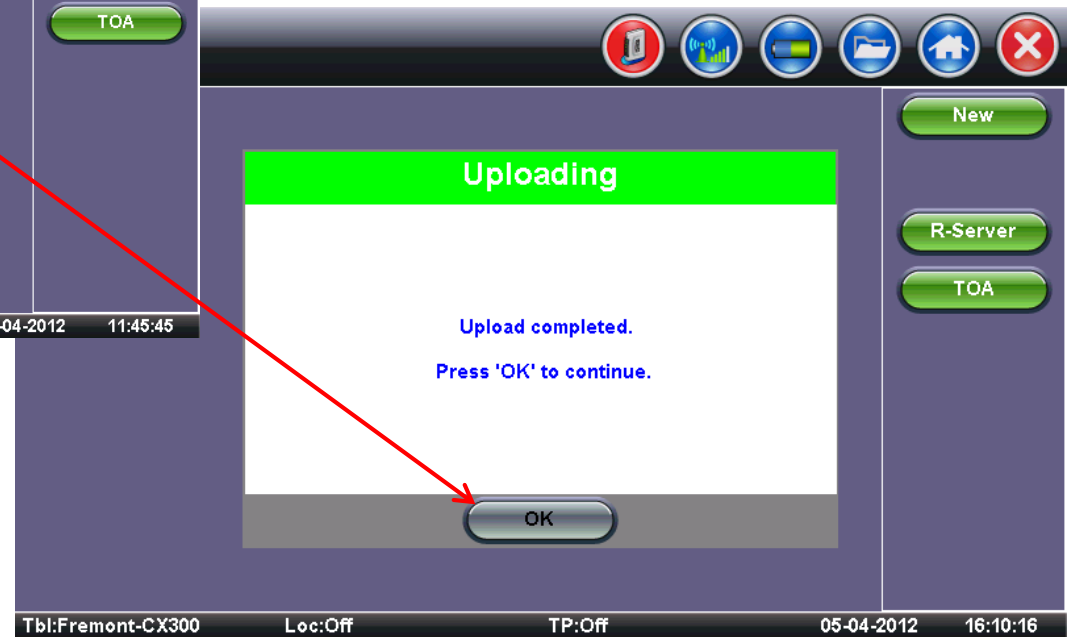 TOA
-04-2012 11:45:45
New
Uploading
R-Server
TOA
Upload completed.
Press 'OK' to continue.
OK
Tbl:Fremont-CX300 Loc:Off TP:Off 05-04-2012 16:10:16